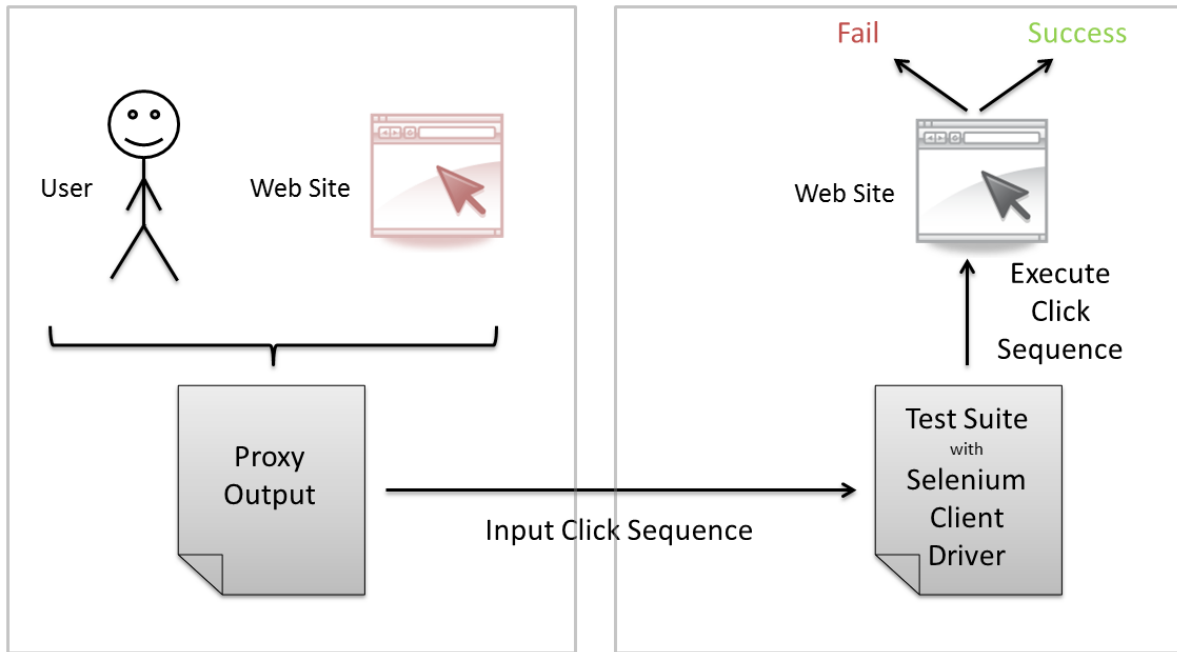 User
Web Site
Proxy
Output
Input Click Sequence
Fail
Success
Web Site
Execute
Click
Sequence
Test Suite
with
Selenium
Client
Driver